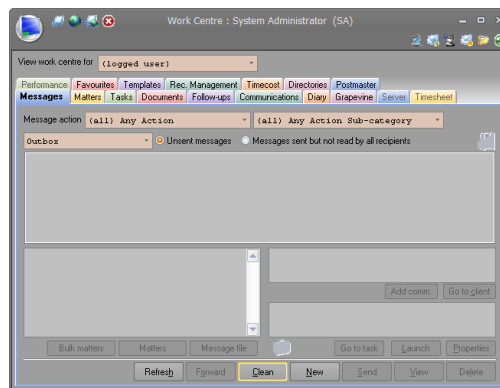 Work Centre : System Administrator (SA)
View work centre for (logged user)
Performance Favourites Templates Rec. Management Timecost Directories Postmaster
Messages Matters Tasks Documents Follow-ups Communications Diary Grapevine Server Timesheet
Message action (all) Any Action (all) Any Action Sub-category
Outbox Unsent messages Messages sent but not read by all recipients
Add comm. Go to client
Bulk matters Matters Message file Go to task Launch Properties
Refresh Forward Clean New Send View Delete